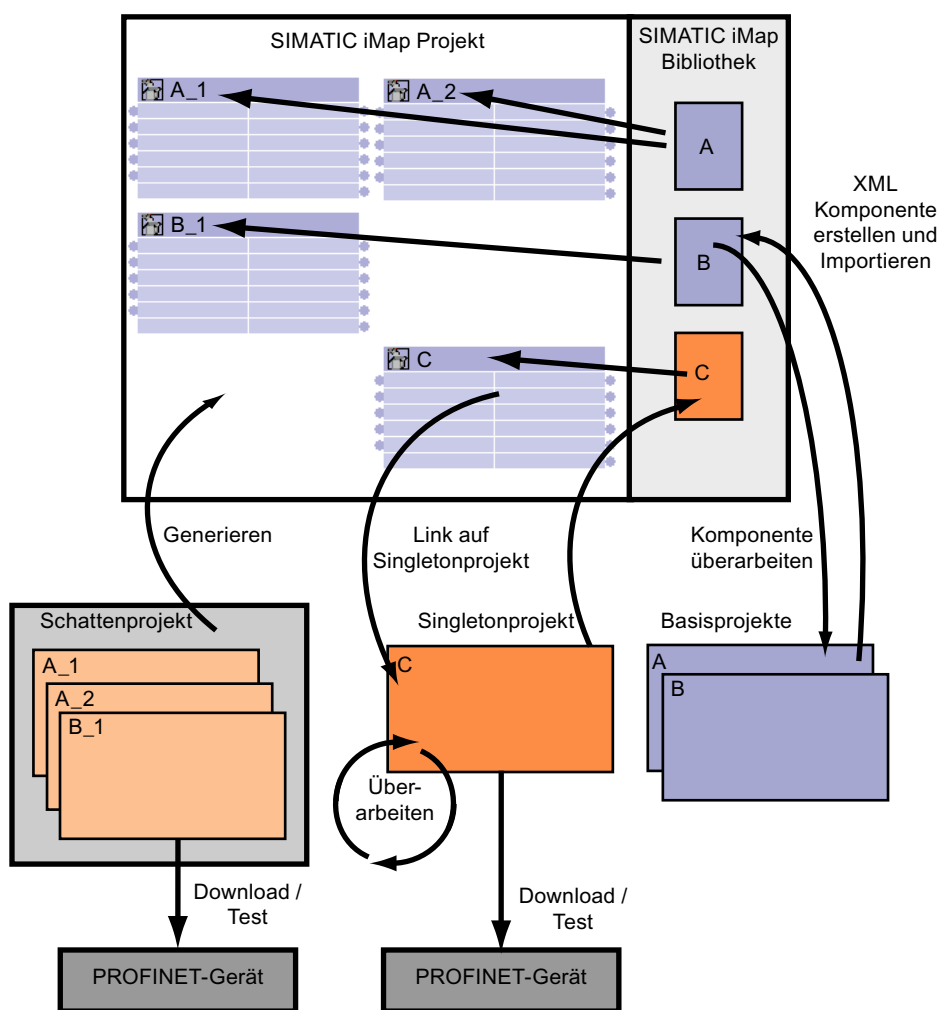 SIMATIC iMap Projekt
SIMATIC iMap
Bibliothek
A_1
A_2
A
B_1
B
C
C
XML
Komponente
erstellen und
Importieren
Generieren
Link auf
Singletonprojekt
Komponente
überarbeiten
Schattenprojekt
A_1
A_2
B_1
Singletonprojekt
C
Über-
arbeiten
Basisprojekte
A
B
Download /
Test
Download /
Test
PROFINET-Gerät
PROFINET-Gerät